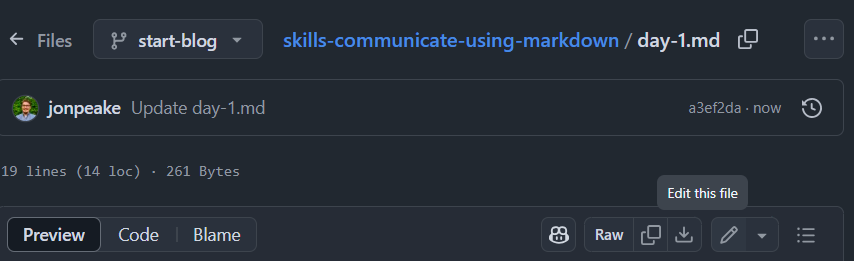 Files start-blog skills-communicate-using-markdown / day-1.md
jonpeake Update day-1.md a3ef2da · now
19 lines (14 loc) · 261 Bytes
Edit this file
Preview Code Blame Raw